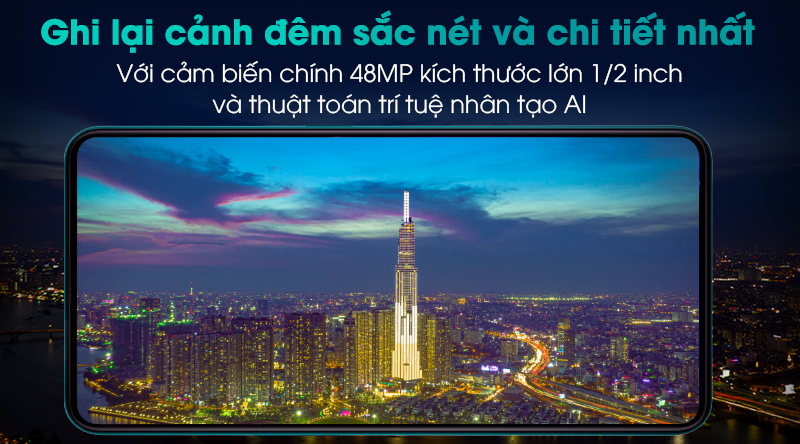 Ghi lại cảnh đêm sắc nét và chi tiết nhất
Với cảm biến chính 48MP kích thước lớn 1/2 inch
và thuật toán trí tuệ nhân tạo AI